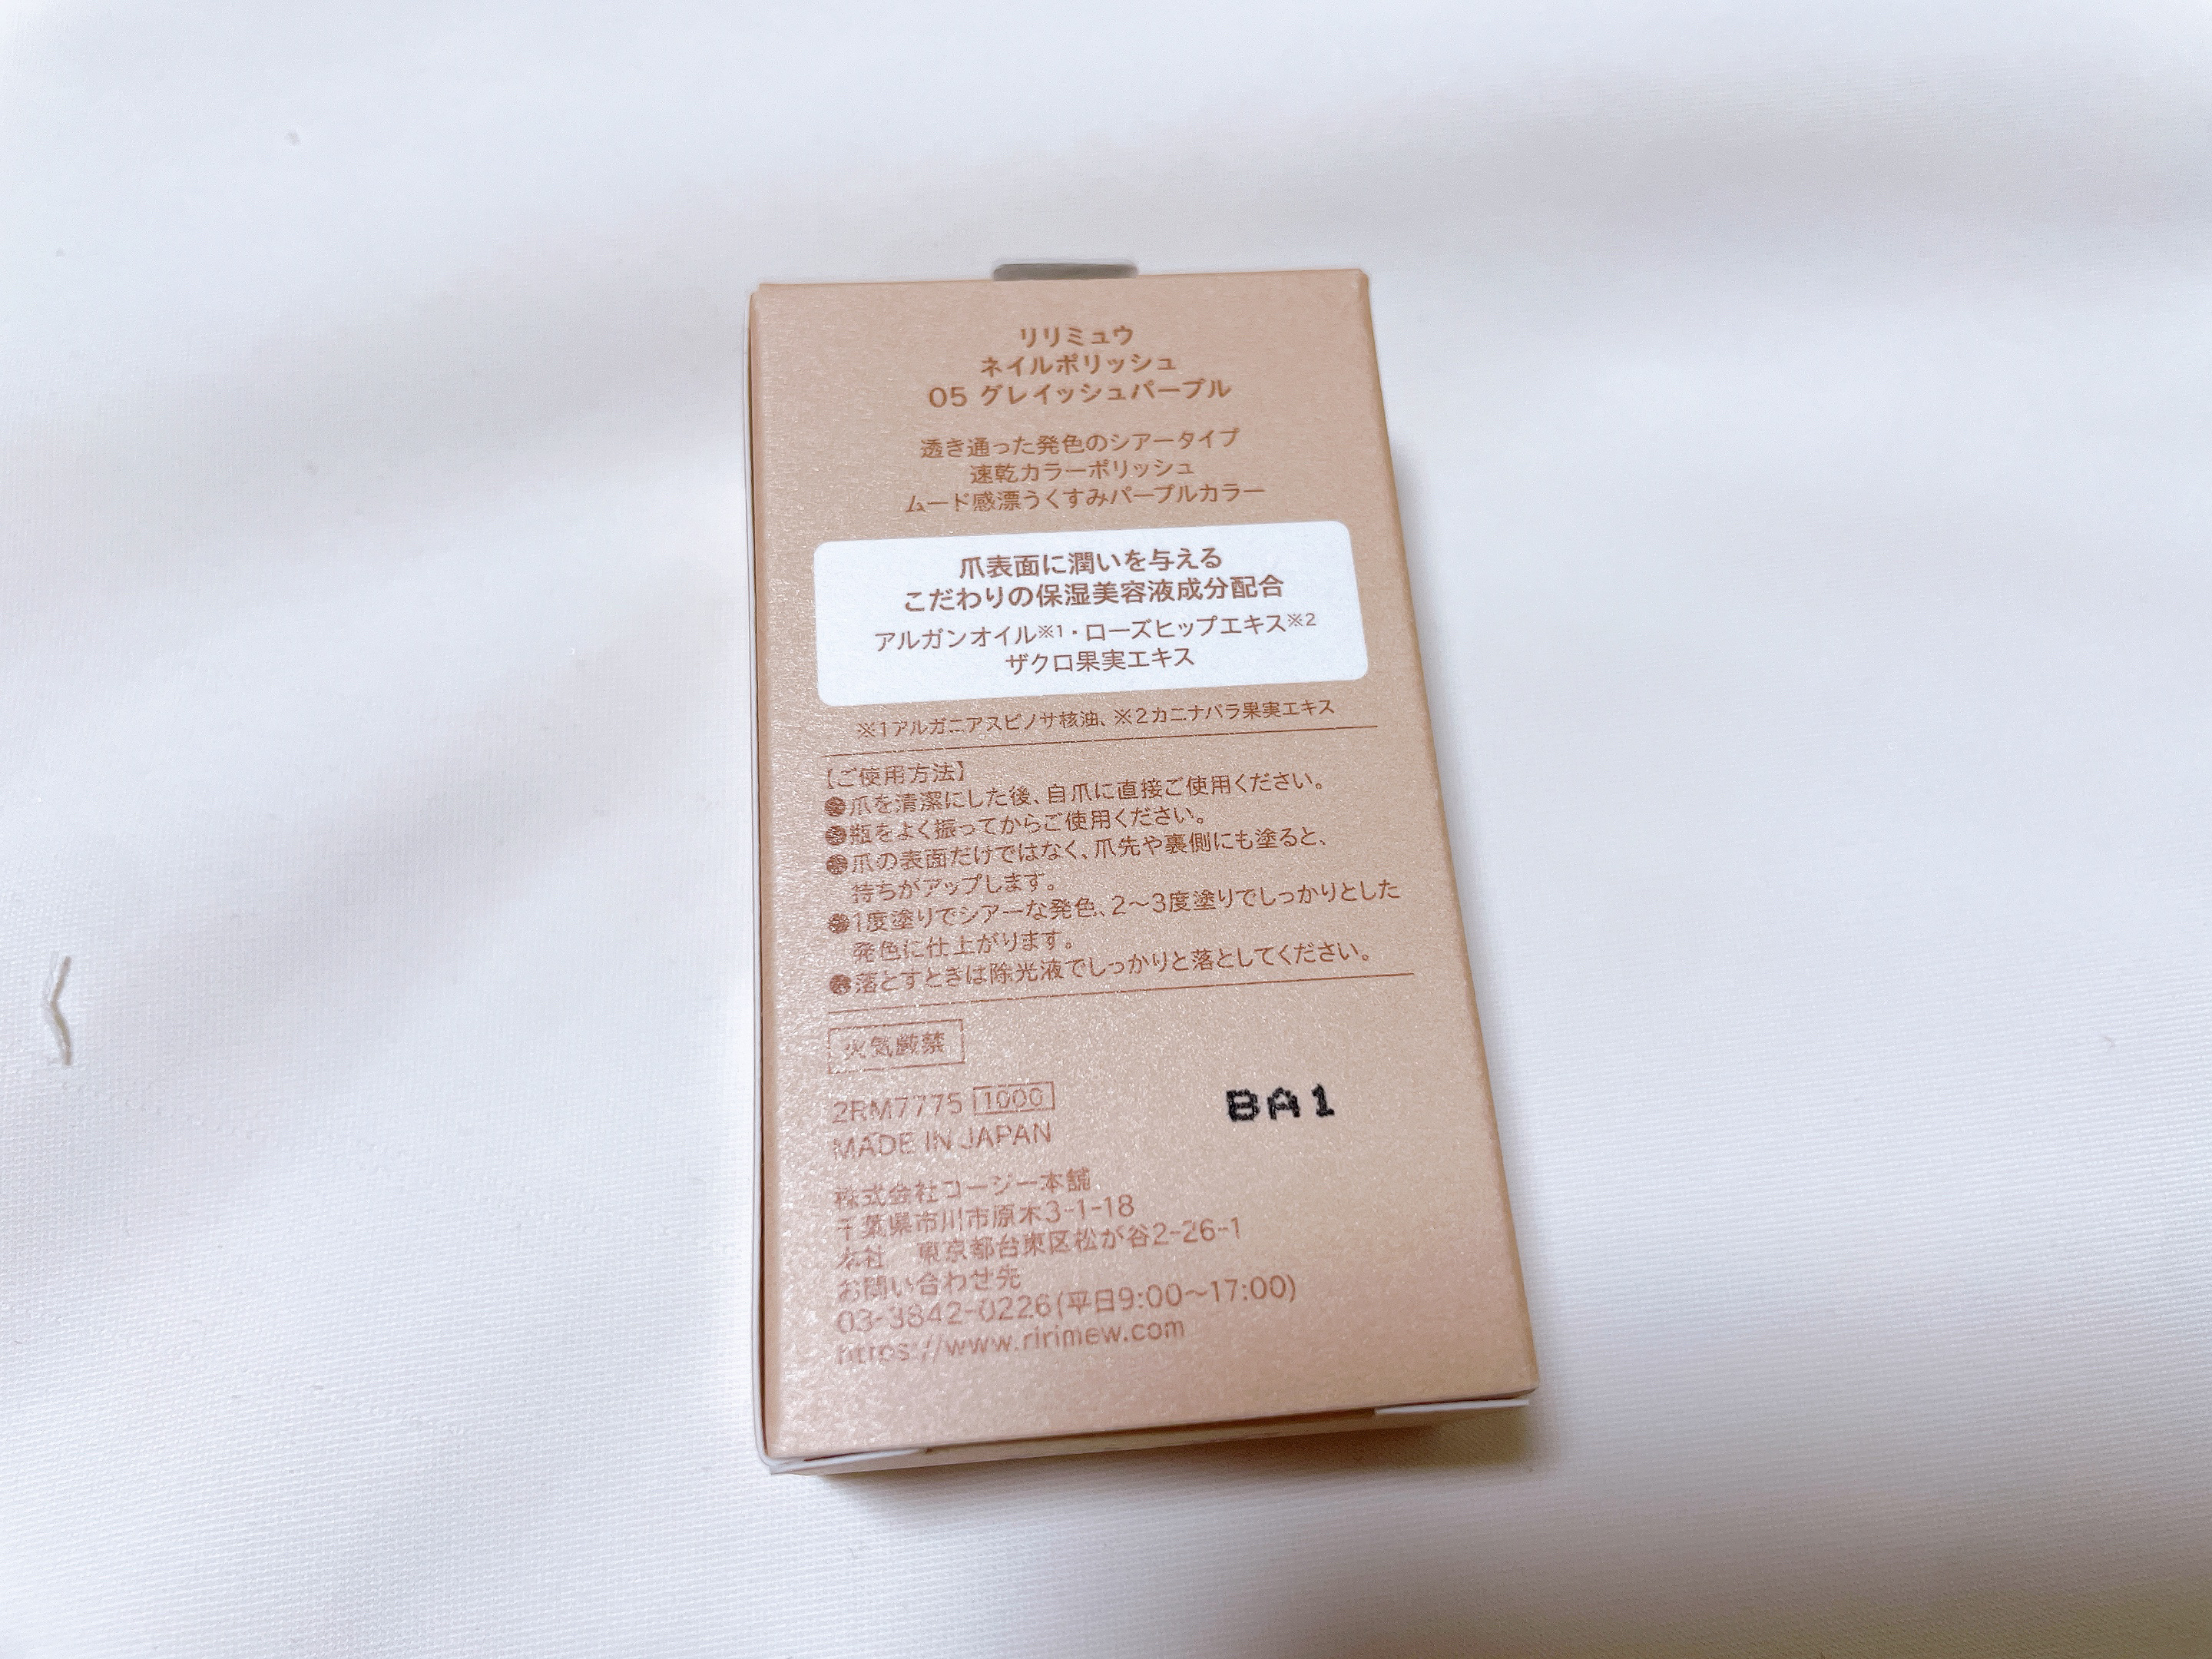 リリミュウ
ネイルポリッシュ
05 グレイッシュパープル
透き通った発色のシアータイプ
速乾カラーポリッシュ
ムード感漂うくすみパープルカラー
爪表面に潤いを与える
こだわりの保湿美容液成分配合
アルガンオイル※1・ローズヒップエキス※2
ザクロ果実エキス
※1アルガニアスピノサ核油、※2カニナバラ果実エキス
【ご使用方法】
●爪を清潔にした後、自爪に直接ご使用ください。
●瓶をよく振ってからご使用ください。
●爪の表面だけではなく、爪先や裏側にも塗ると、
持ちがアップします。
●1度塗りでシアーな発色、2〜3度塗りでしっかりとした
発色に仕上がります。
●落とすときは除光液でしっかりと落としてください。
火気厳禁
2RM7775 1000
BA1
MADE IN JAPAN
株式会社コージー本舗
千葉県市川市原木3-1-18
本社 東京都台東区松が谷2-26-1
お問い合わせ先
03-3842-0226(平日9:00〜17:00)
https://www.ririmew.com